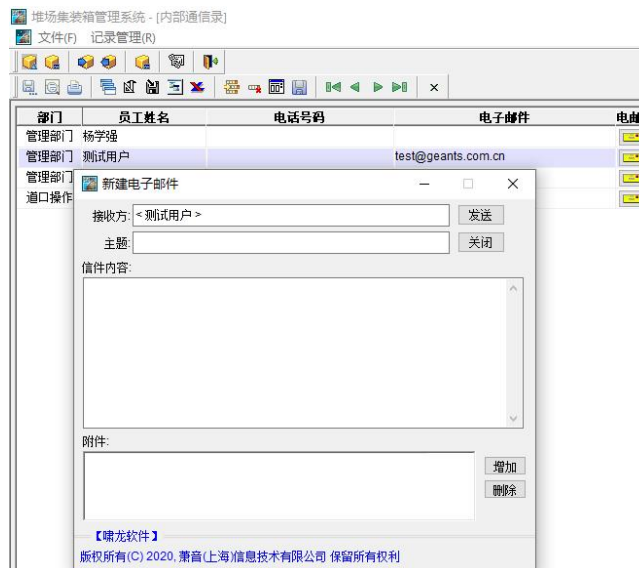 堆场集装箱管理系统 - [内部通信录]
文件(F) 记录管理(R)
部门 员工姓名 电话号码 电子邮件 电邮
管理部门 杨学强
管理部门 测试用户 test@geants.com.cn
管理部门
道口操作
新建电子邮件
接收方: <测试用户> 发送
主题: 关闭
信件内容:
附件:
增加
删除
【啸龙软件】
版权所有(C) 2020, 萧音(上海)信息技术有限公司 保留所有权利